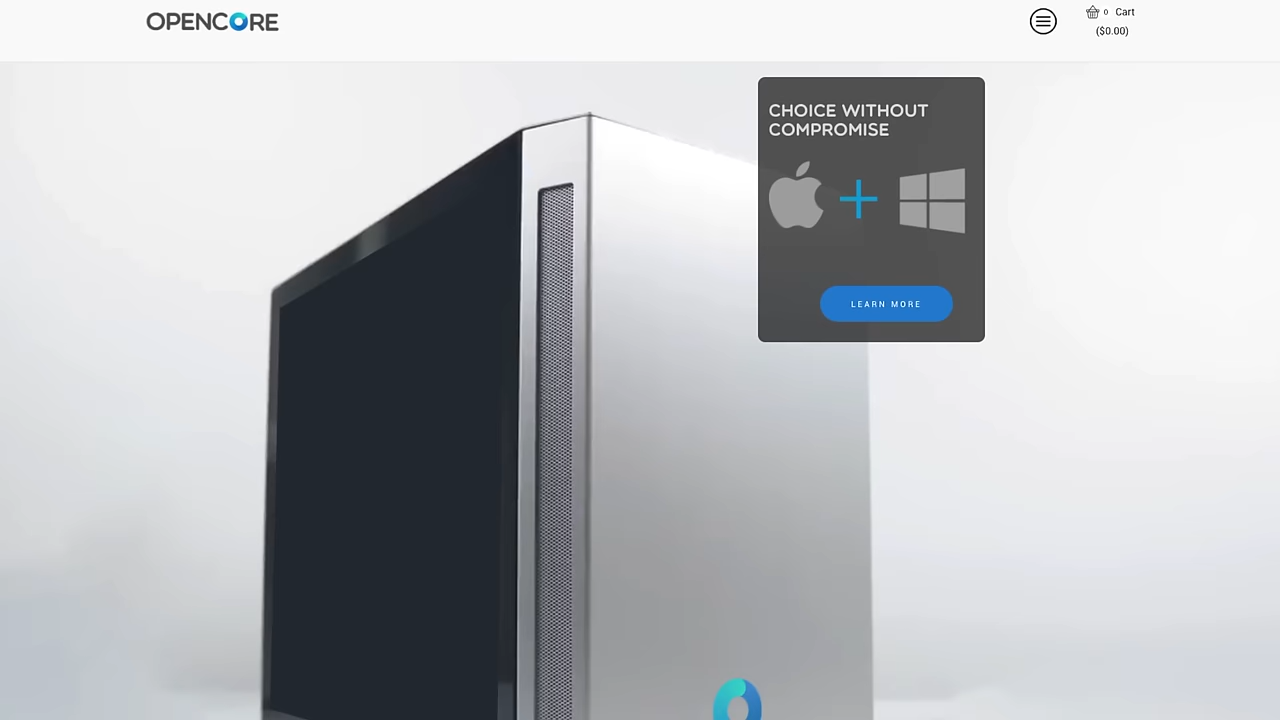 OPENCORE
0 Cart
($0.00)
CHOICE WITHOUT
COMPROMISE
LEARN MORE